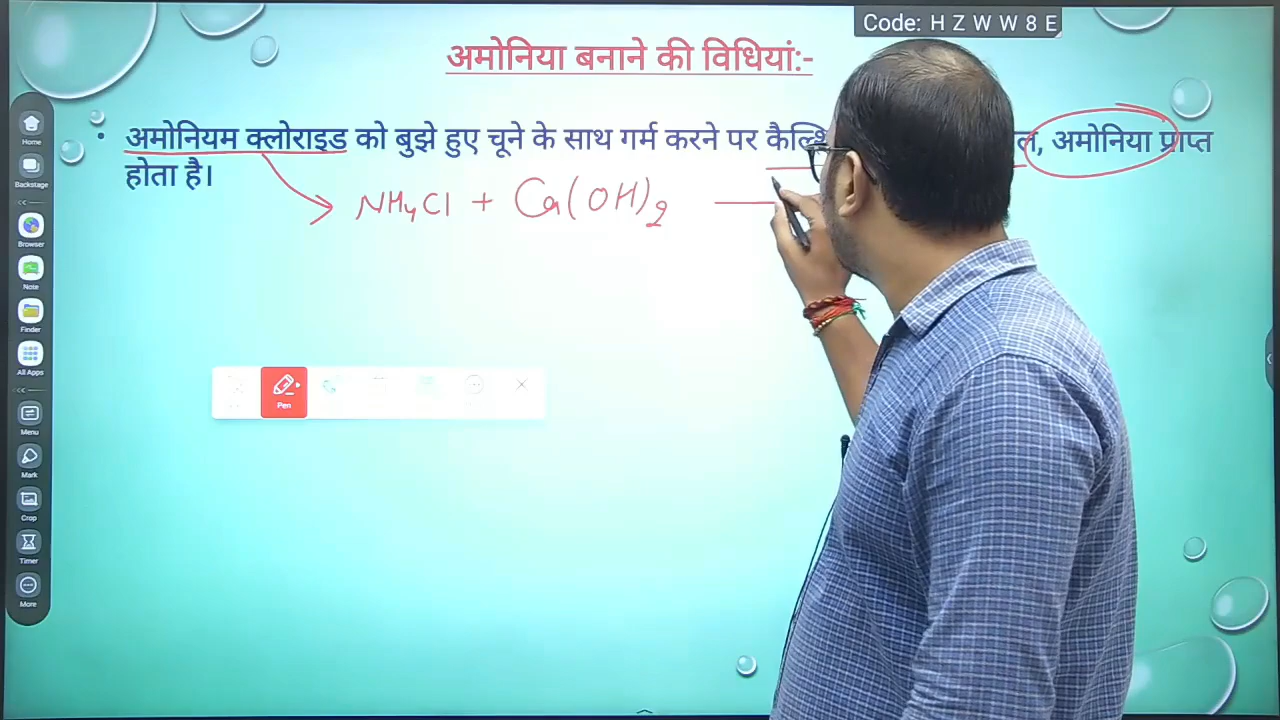 Code: H Z W W 8 E
अमोनिया बनाने की विधियां:-
• अमोनियम क्लोराइड को बुझे हुए चूने के साथ गर्म करने पर अमोनिया प्राप्त
होता है।
NH4Cl + Ca(OH)2
Home
Backstage
Browser
Note
Finder
All Apps
Menu
Mark
Crop
Timer
More
Pen